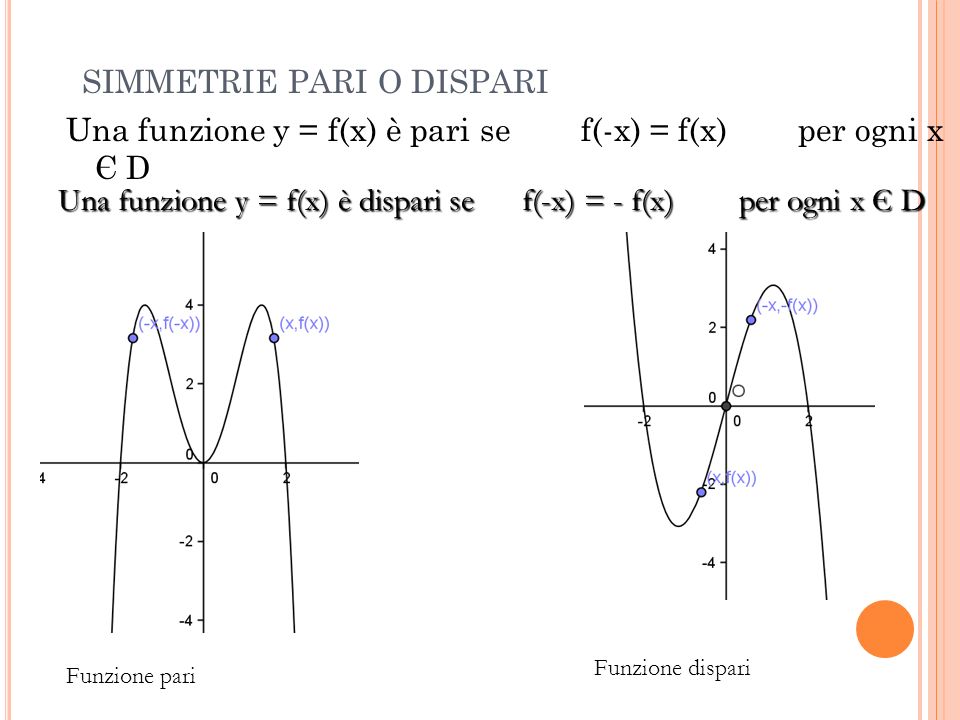 SIMMETRIE PARI O DISPARI
Una funzione y = f(x) è pari se f(-x) = f(x) per ogni x
Є D
Una funzione y = f(x) è dispari se f(-x) = - f(x) per ogni x Є D
4
(-x,f(-x))
(x,f(x))
2
0
4
-2
0
2
-2
-4
Funzione pari
4
(-x,-f(x))
2
0
O
-2
0
2
(x,f(x))
-2
-4
Funzione dispari